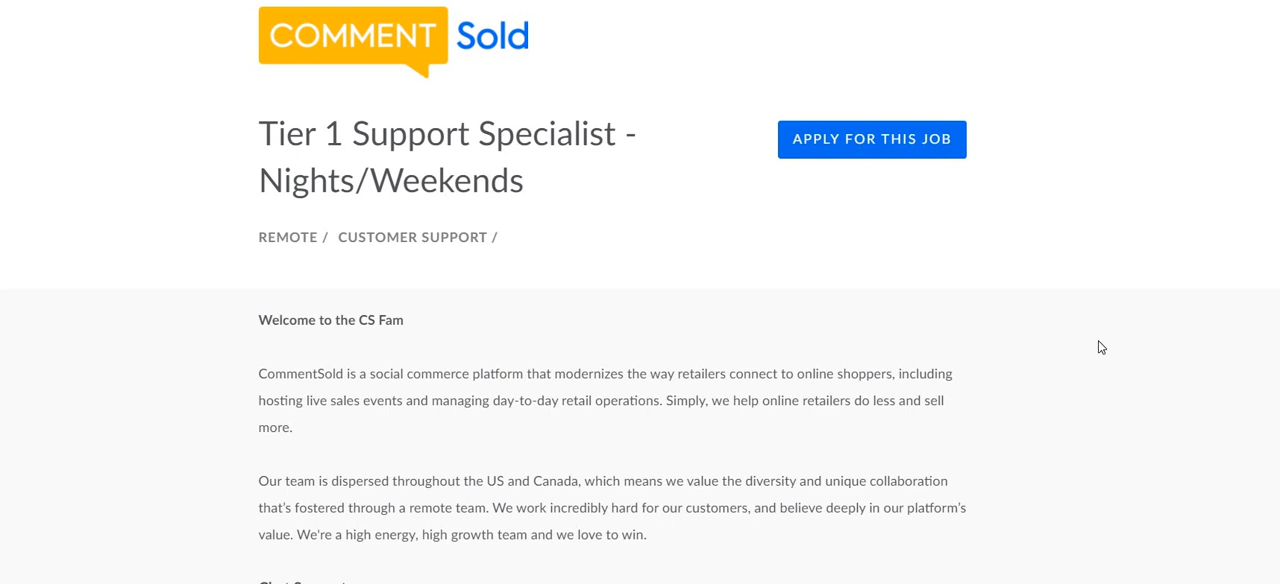 COMMENT Sold
Tier 1 Support Specialist -
Nights/Weekends
APPLY FOR THIS JOB
REMOTE / CUSTOMER SUPPORT /
Welcome to the CS Fam
CommentSold is a social commerce platform that modernizes the way retailers connect to online shoppers, including
hosting live sales events and managing day-to-day retail operations. Simply, we help online retailers do less and sell
more.
Our team is dispersed throughout the US and Canada, which means we value the diversity and unique collaboration
that's fostered through a remote team. We work incredibly hard for our customers, and believe deeply in our platform's
value. We're a high energy, high growth team and we love to win.